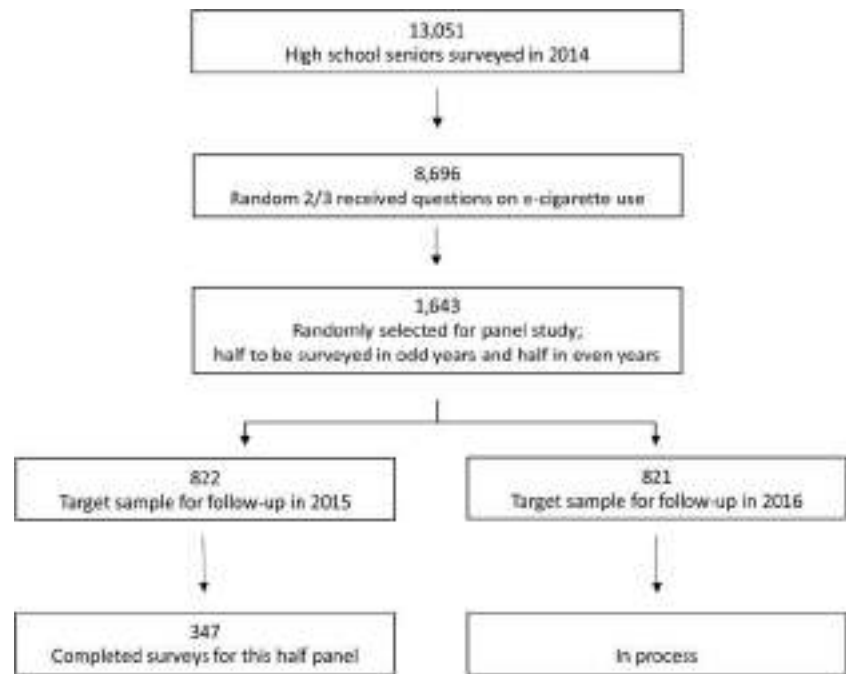 13,051
High school seniors surveyed in 2014
8,696
Random 2/3 received questions on e-cigarette use
1,643
Randomly selected for panel study;
half to be surveyed in odd years and half in even years
822
Target sample for follow-up in 2015
821
Target sample for follow-up in 2016
347
Completed surveys for this half panel
In process